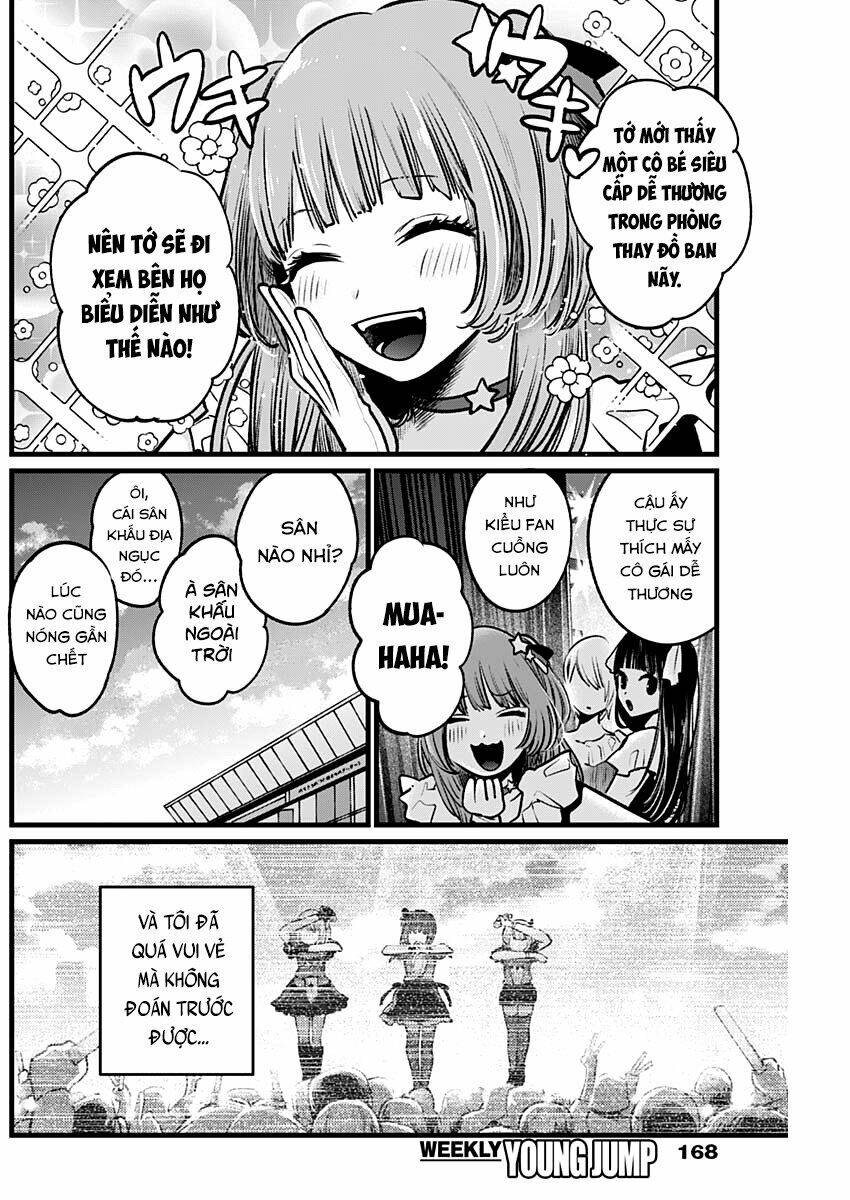 TỚ MỚI THẤY
MỘT CÔ BÉ SIÊU
CẤP DỄ THƯƠNG
TRONG PHÒNG
THAY ĐỒ BAN
NÃY.
ウキ
ウキ
NÊN TỚ SẼ ĐI
XEM BÊN HỌ
BIỂU DIỄN NHƯ
THẾ NÀO!
CẬU ẤY
THỰC SỰ
THÍCH MẤY
CÔ GÁI DỄ
THƯƠNG
NHƯ
KIỂU FAN
CUỒNG
LUÔN
MUA-
HAHA!
SÂN
NÀO NHỈ?
À SÂN
KHẤU
NGOÀI
TRỜI
ÔI,
CÁI SÂN
KHẤU ĐỊA
NGỤC
ĐÓ...
LÚC
NÀO CŨNG
NÓNG GẦN
CHẾT
VÀ TÔI ĐÃ
QUÁ VUI VẺ
MÀ KHÔNG
ĐOÁN TRƯỚC
ĐƯỢC...
WEEKLY YOUNG JUMP 168